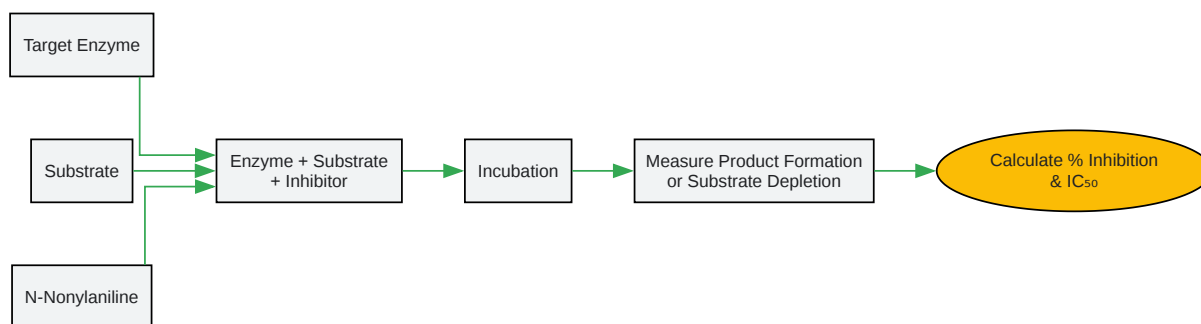 Target Enzyme
Substrate
N-Nonylaniline
Enzyme + Substrate
+ Inhibitor
Incubation
Measure Product Formation
or Substrate Depletion
Calculate % Inhibition
& IC₅₀